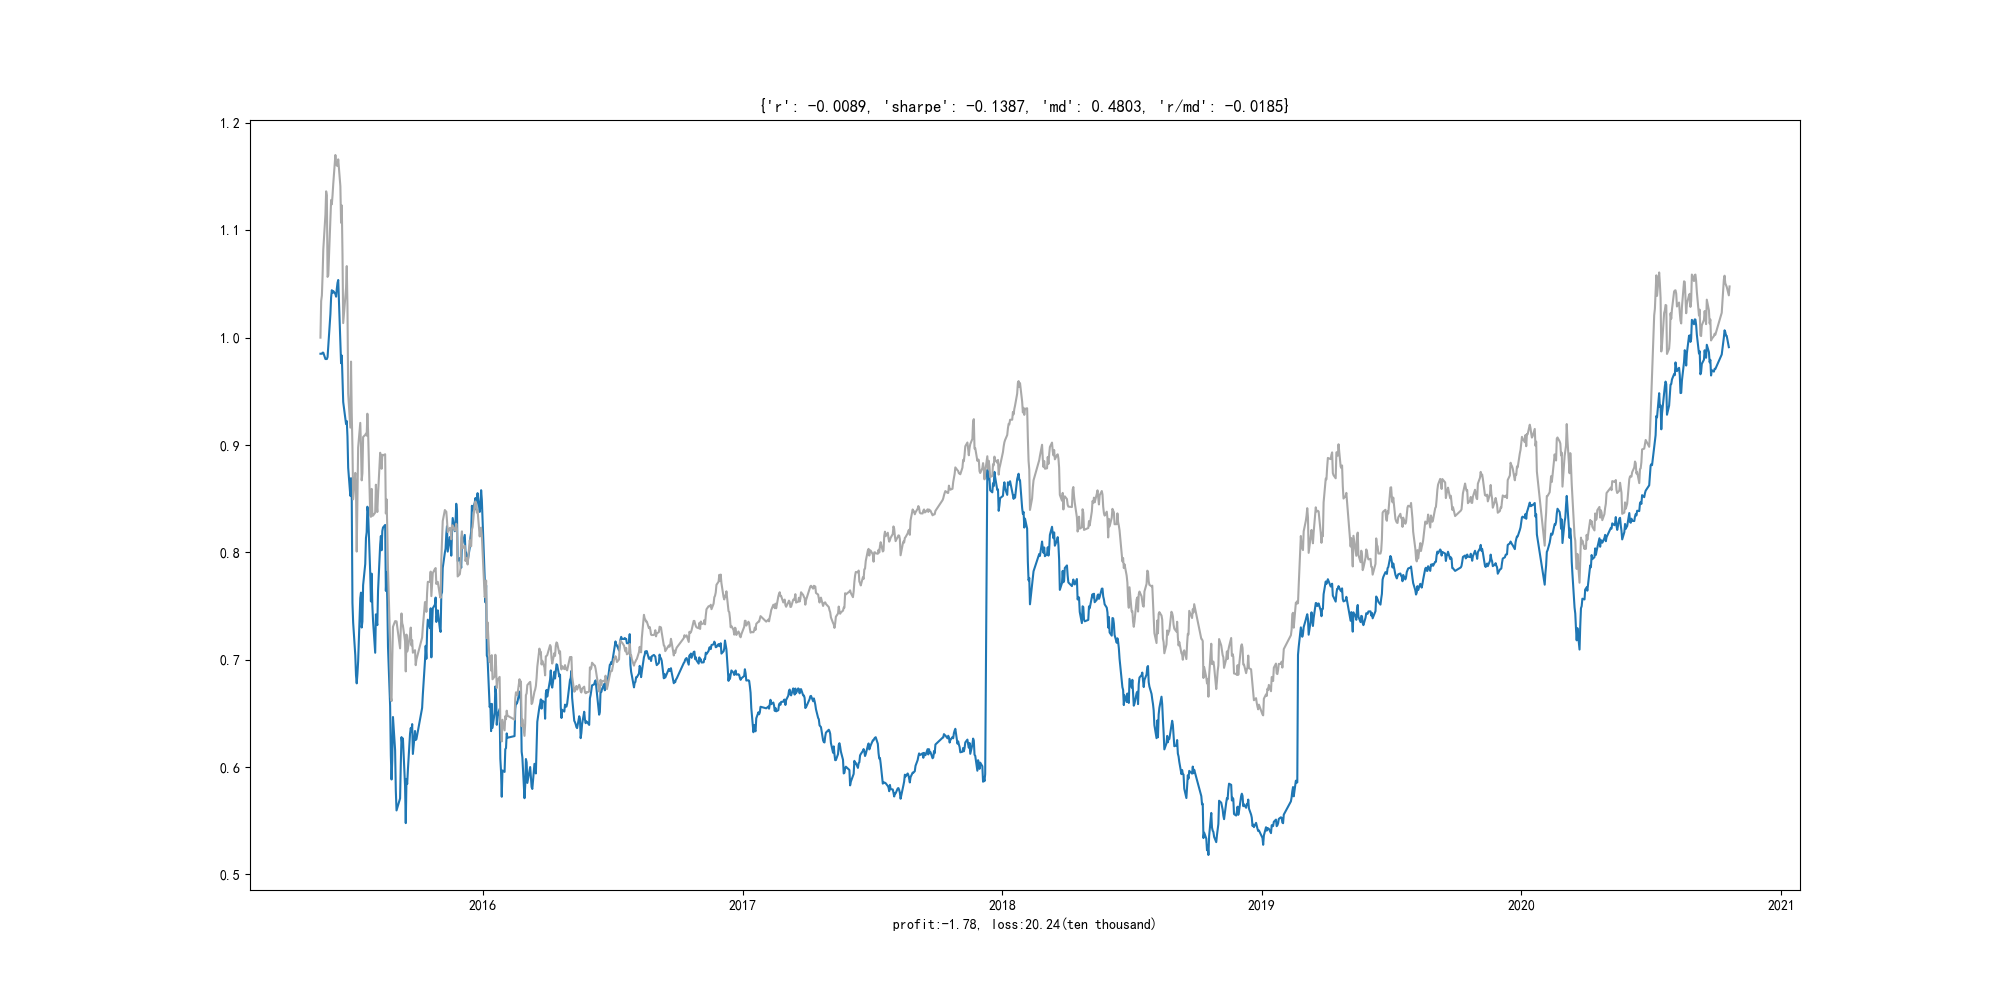 {'r': -0.0089, 'sharpe': -0.1387, 'md': 0.4803, 'r/md': -0.0185}
1.2
1.1
1.0
0.9
0.8
0.7
0.6
0.5
2016 2017 2018 2019 2020 2021
profit:-1.78, loss:20.24(ten thousand)